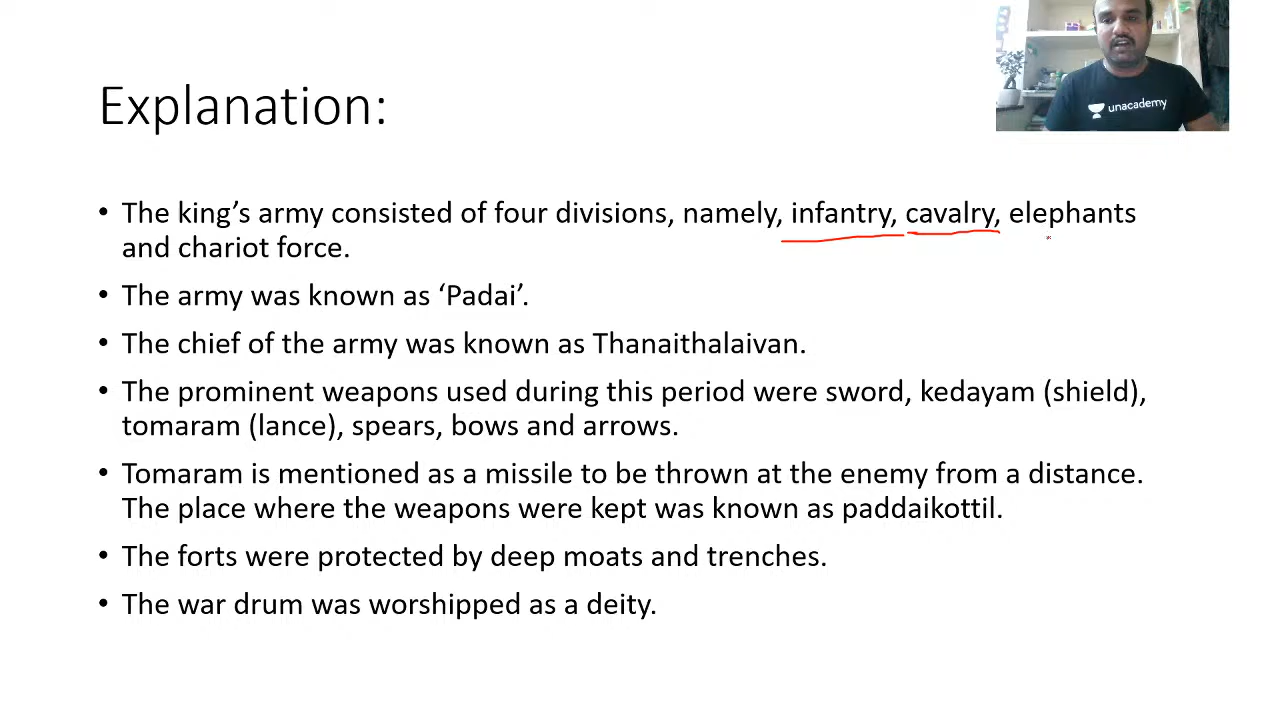 unacademy
Explanation:
• The king’s army consisted of four divisions, namely, infantry, cavalry, elephants
and chariot force.
• The army was known as ‘Padai’.
• The chief of the army was known as Thanaithalaivan.
• The prominent weapons used during this period were sword, kedayam (shield),
tomaram (lance), spears, bows and arrows.
• Tomaram is mentioned as a missile to be thrown at the enemy from a distance.
The place where the weapons were kept was known as paddaikottil.
• The forts were protected by deep moats and trenches.
• The war drum was worshipped as a deity.